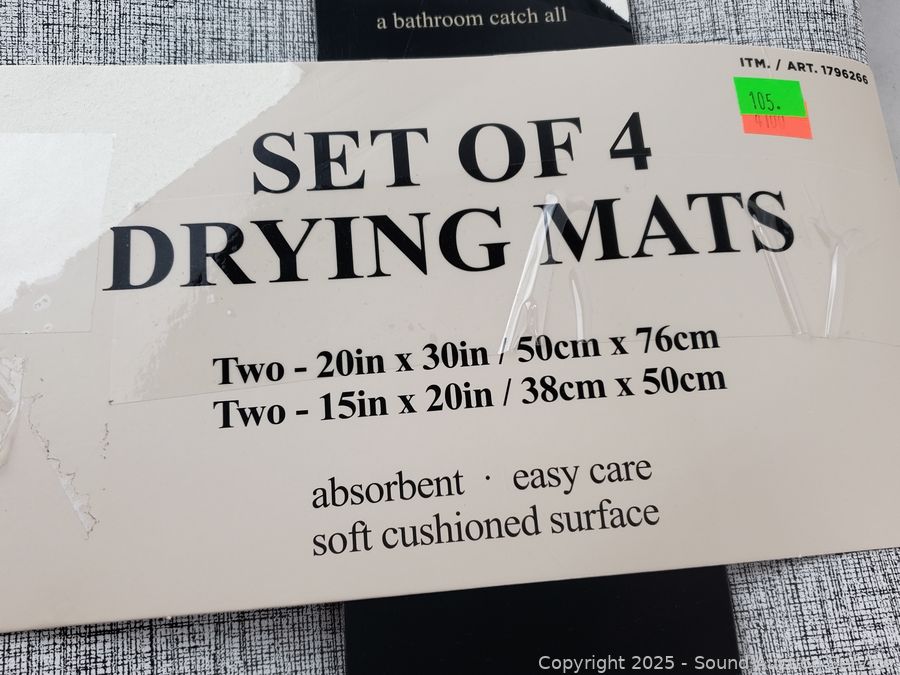 a bathroom catch all
ITM. / ART. 1796266
105.
SET OF 4
DRYING MATS
Two - 20in x 30in / 50cm x 76cm
Two - 15in x 20in / 38cm x 50cm
absorbent · easy care
soft cushioned surface
Copyright 2025 - Sound